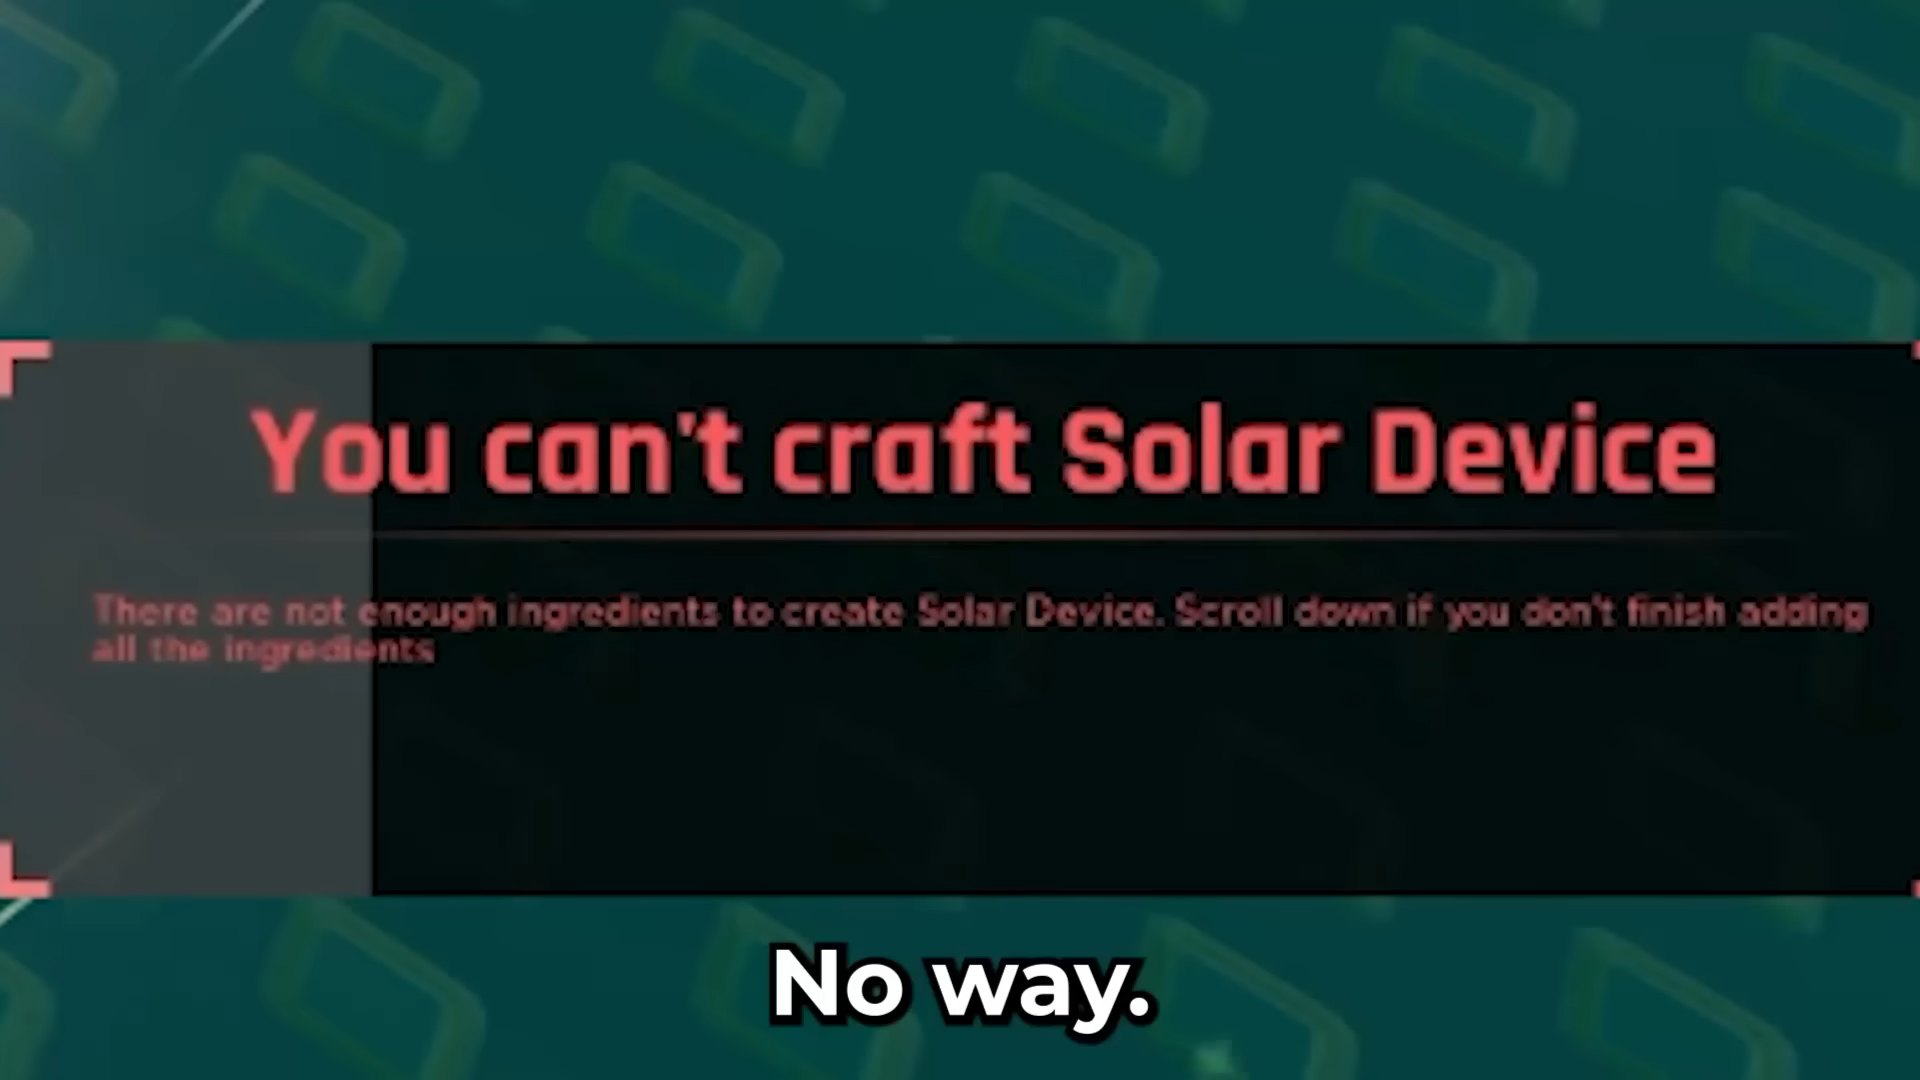 You can't craft Solar Device
There are not enough ingredients to create Solar Device. Scroll down if you don't finish adding
all the ingredients
No way.